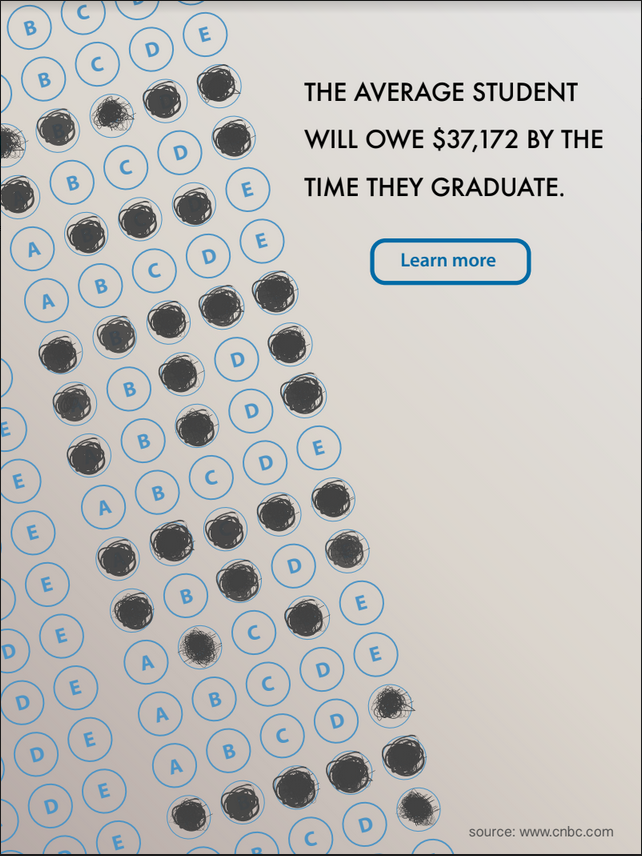 THE AVERAGE STUDENT
WILL OWE $37,172 BY THE
TIME THEY GRADUATE.
Learn more
B C
B C D E
B C D
A E
A B C D E
B D
B D
A B C D E
B D
A C E
A B C D E
A B C D
C D
E
E
E
E
D E
D E
D E
D E
E
source: www.cnbc.com